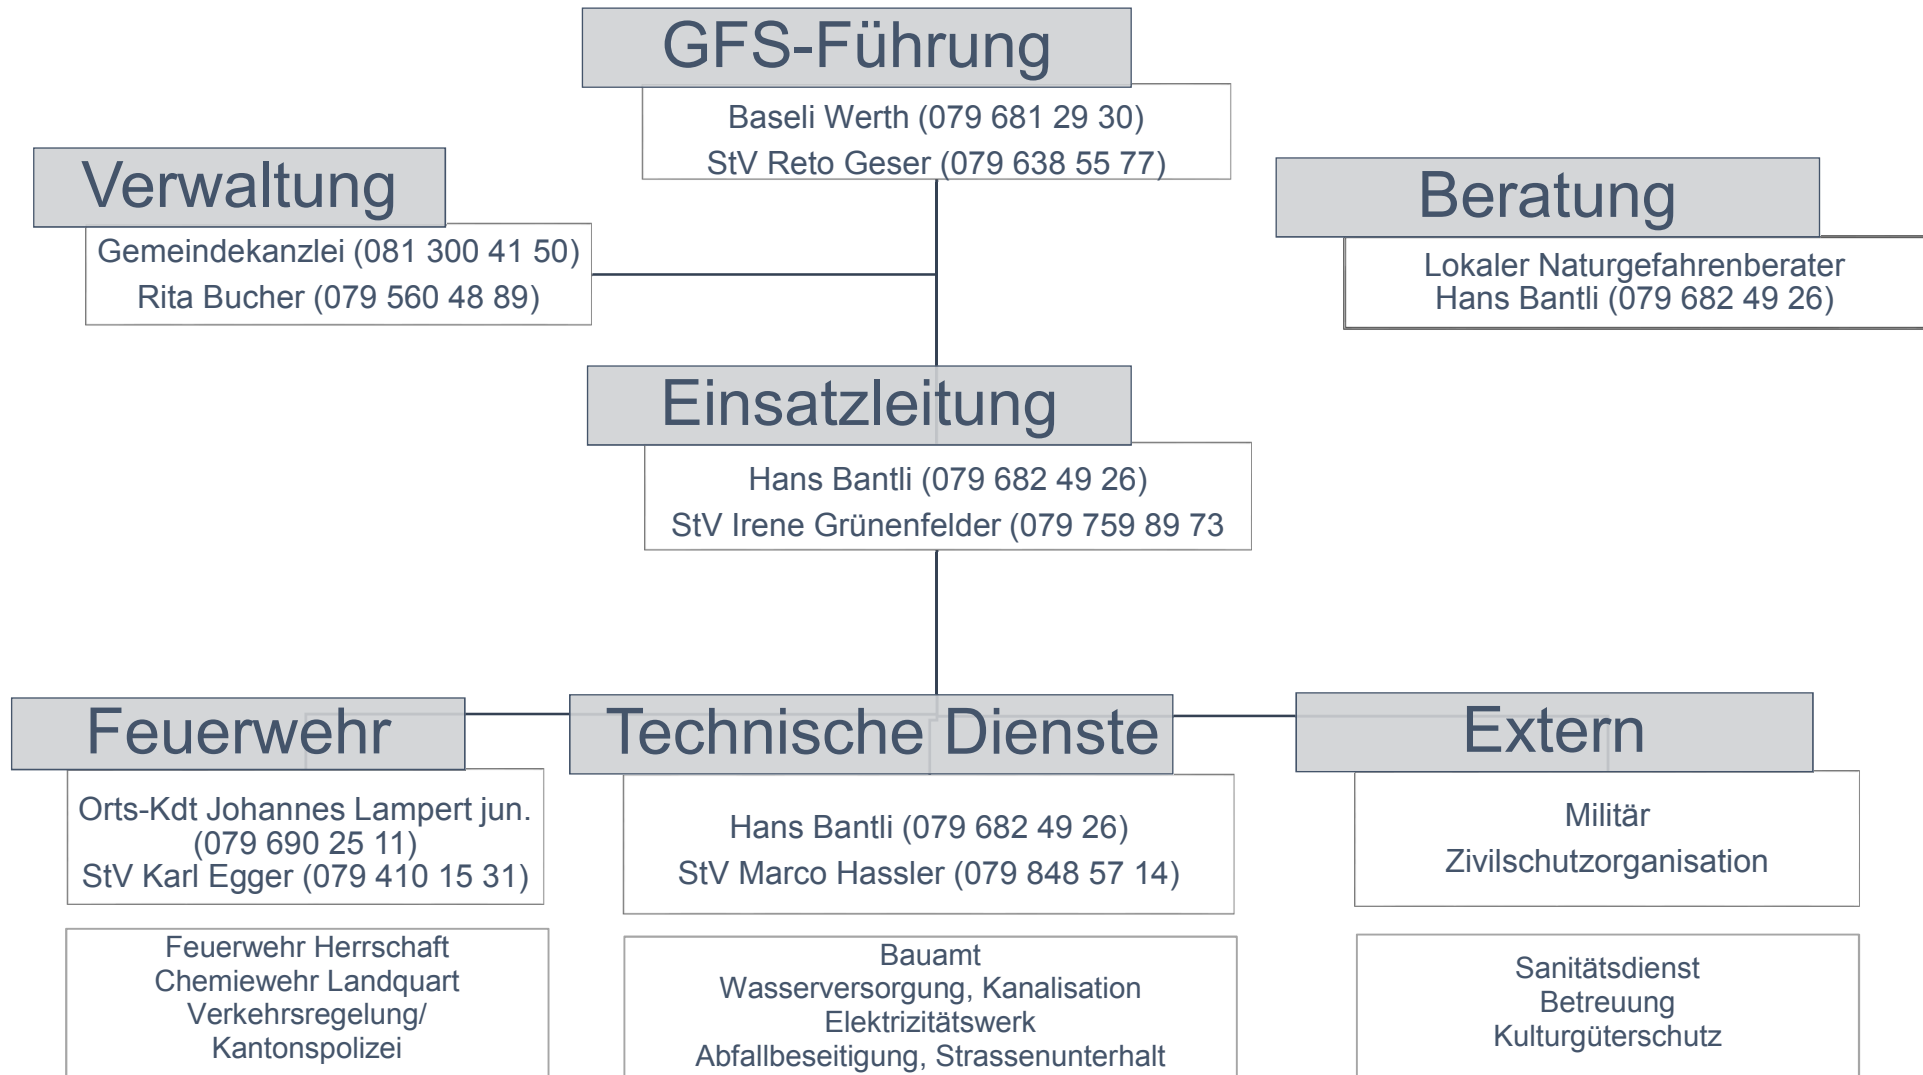 GFS-Führung
Baseli Werth (079 681 29 30)
StV Reto Geser (079 638 55 77)
Verwaltung
Gemeindekanzlei (081 300 41 50)
Rita Bucher (079 560 48 89)
Beratung
Lokaler Naturgefahrenberater
Hans Bantli (079 682 49 26)
Einsatzleitung
Hans Bantli (079 682 49 26)
StV Irene Grünenfelder (079 759 89 73
Feuerwehr
Orts-Kdt Johannes Lampert jun.
(079 690 25 11)
StV Karl Egger (079 410 15 31)
Feuerwehr Herrschaft
Chemiewehr Landquart
Verkehrsregelung/
Kantonspolizei
Technische Dienste
Hans Bantli (079 682 49 26)
StV Marco Hassler (079 848 57 14)
Bauamt
Wasserversorgung, Kanalisation
Elektrizitätswerk
Abfallbeseitigung, Strassenunterhalt
Extern
Militär
Zivilschutzorganisation
Sanitätsdienst
Betreuung
Kulturgüterschutz